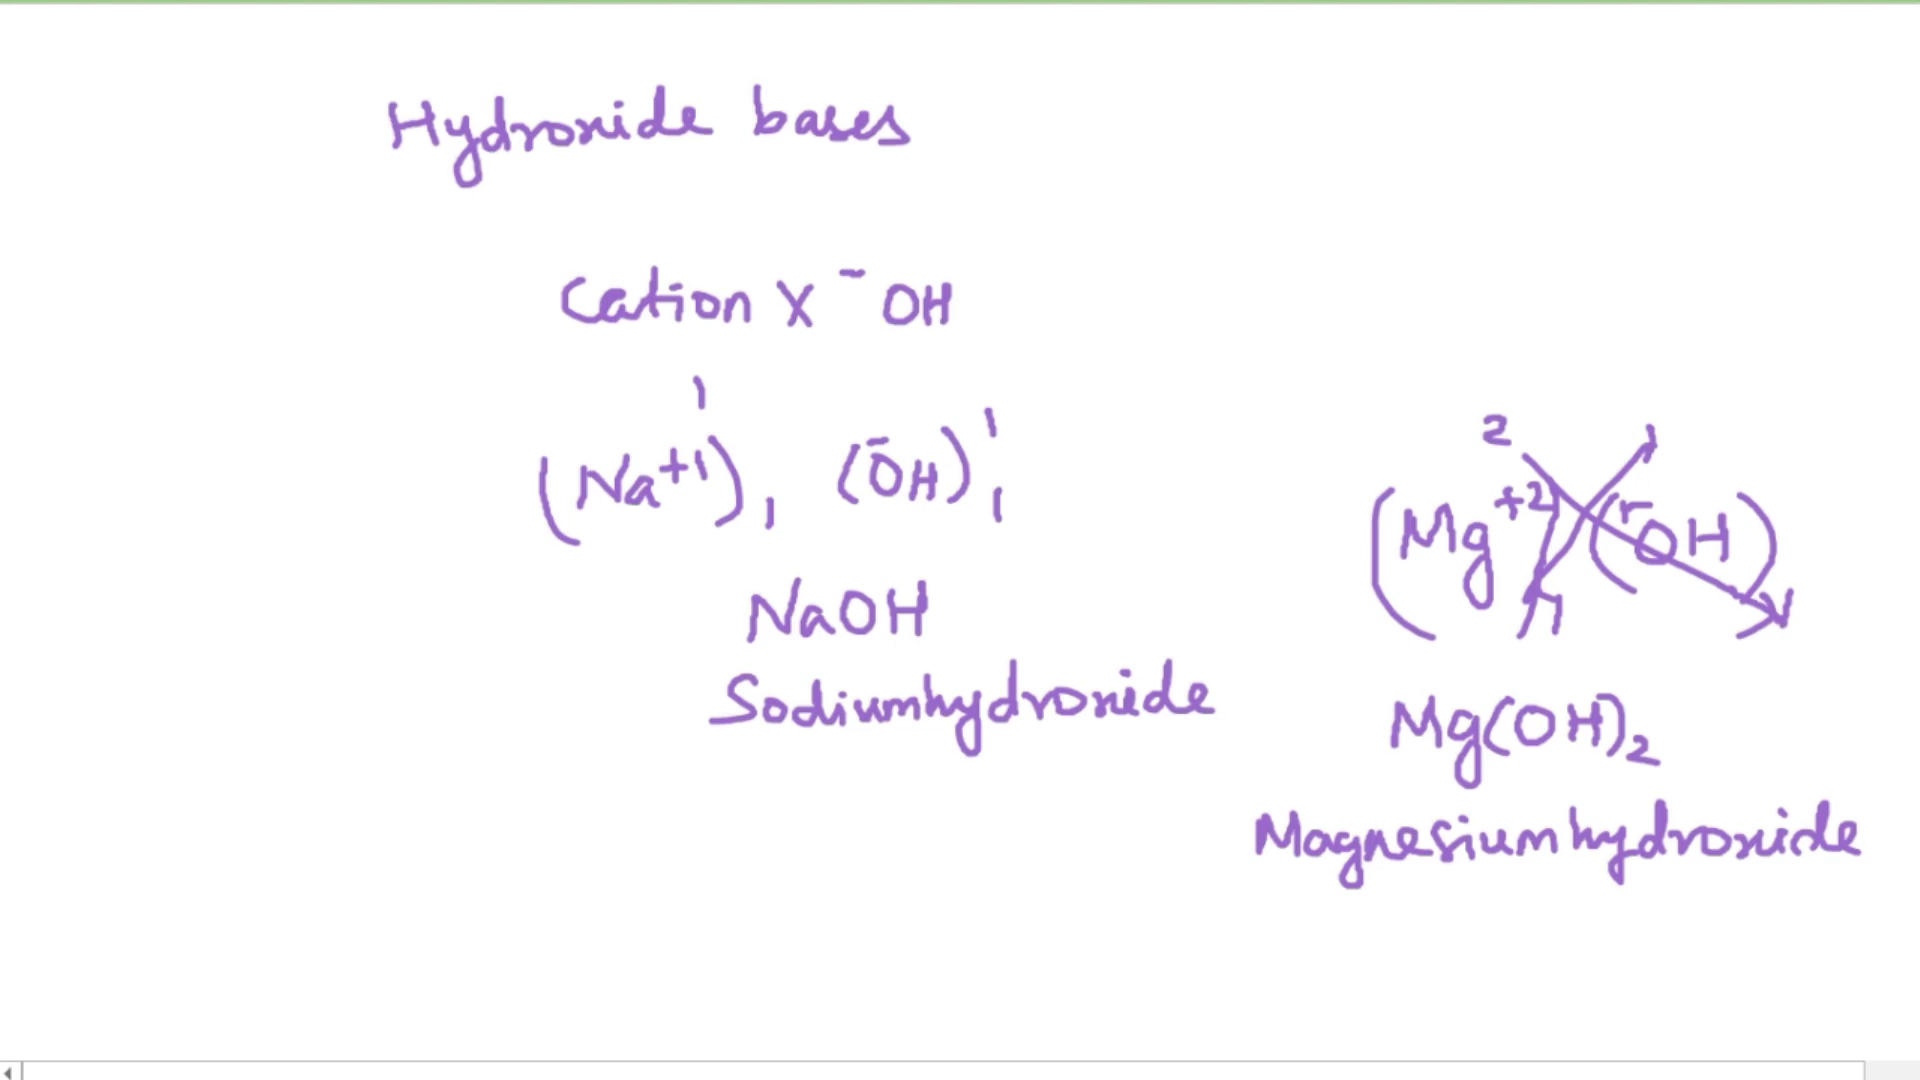 Hydroxide bases
Cation X ⁻OH
1 1
(Na⁺¹)₁ (⁻OH)₁
NaOH
Sodiumhydroxide
2 1
(Mg⁺²)₁ (⁻OH)
Mg(OH)₂
Magnesiumhydroxide